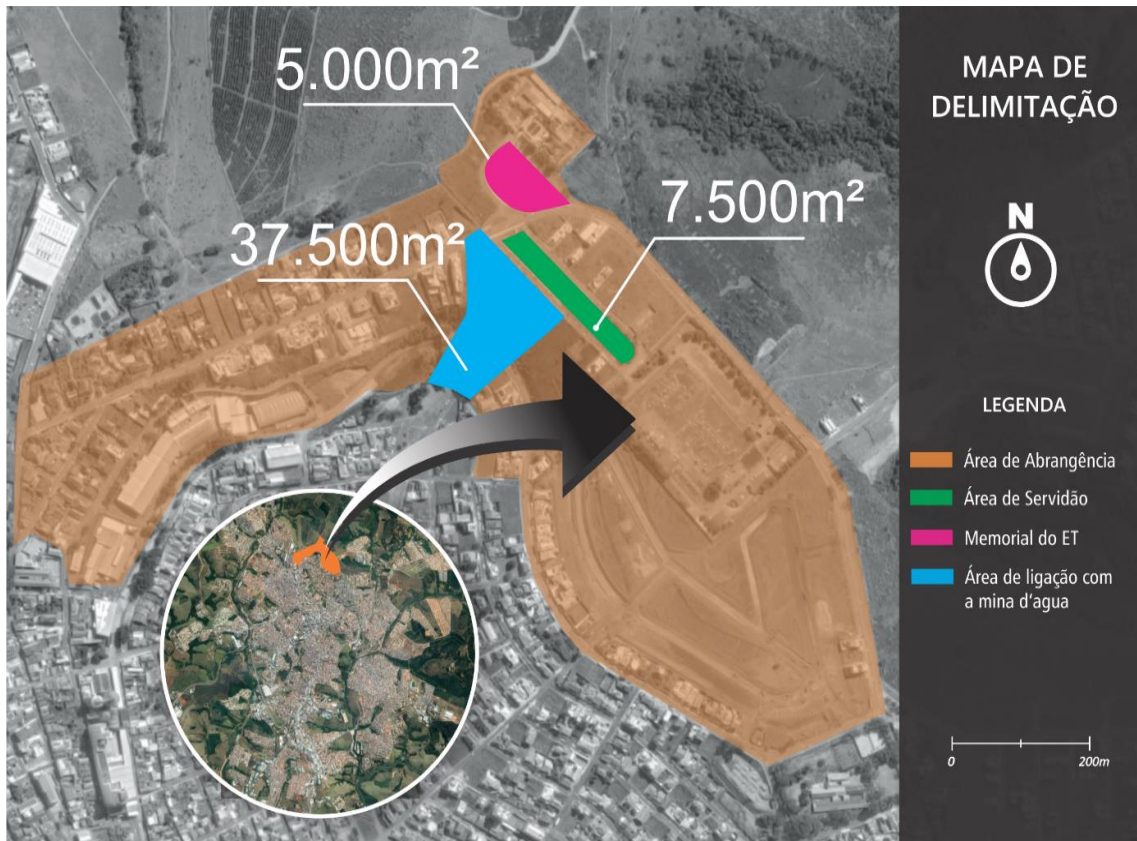 5.000m²
7.500m²
37.500m²
MAPA DE
DELIMITAÇÃO
N
LEGENDA
Área de Abrangência
Área de Servidão
Memorial do ET
Área de ligação com
a mina d’agua
0 200m